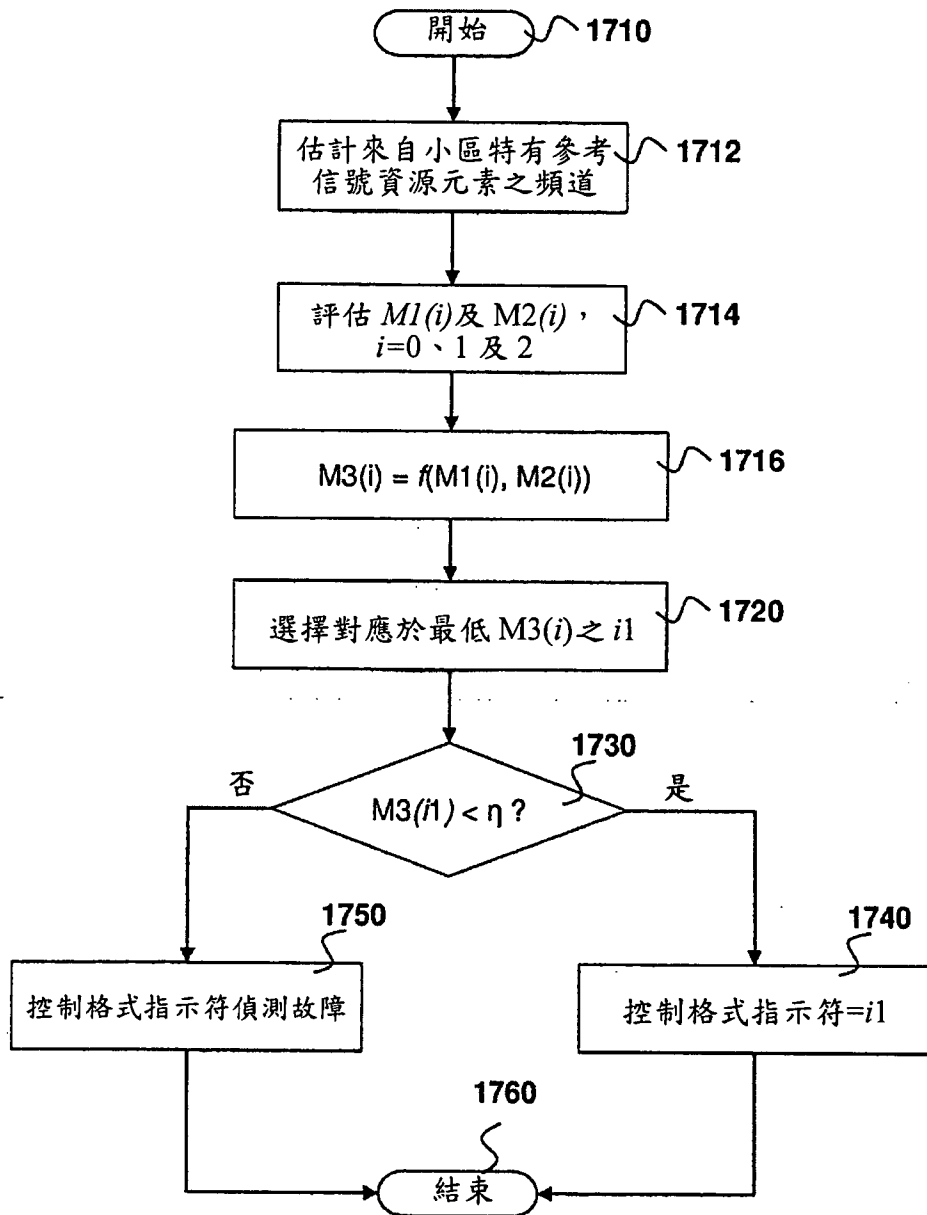 開始
1710
估計來自小區特有參考
信號資源元素之頻道
1712
評估 M1(i)及 M2(i)，
i=0、1 及 2
1714
M3(i) = f(M1(i), M2(i))
1716
選擇對應於最低 M3(i)之 i1
1720
1730
否
M3(i1) < η ?
是
1750
1740
控制格式指示符偵測故障
控制格式指示符=i1
1760
結束